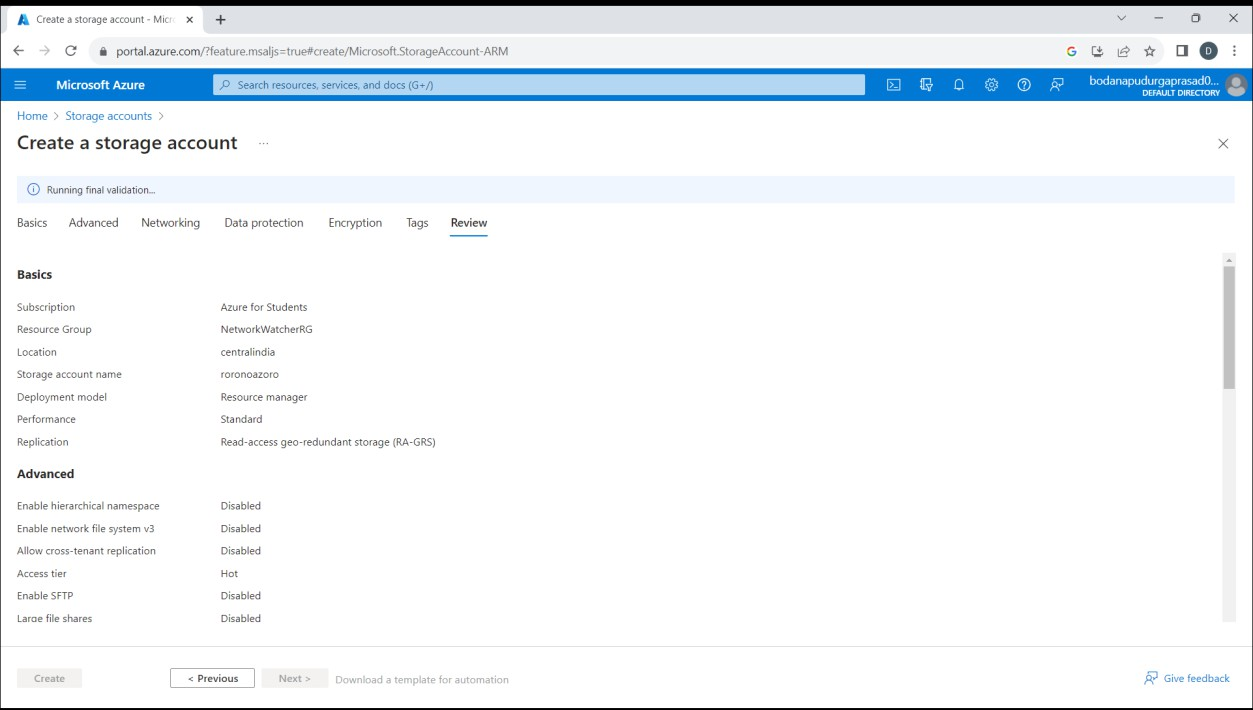 Create a storage account - Micr
portal.azure.com/?feature.msaljs=true#create/Microsoft.StorageAccount-ARM
G
D
Microsoft Azure
Search resources, services, and docs (G+/)
bodanapudurgaprasad0...
DEFAULT DIRECTORY
Home > Storage accounts >
Create a storage account ...
Running final validation...
Basics Advanced Networking Data protection Encryption Tags Review
Basics
Subscription Azure for Students
Resource Group NetworkWatcherRG
Location centralindia
Storage account name roronoazoro
Deployment model Resource manager
Performance Standard
Replication Read-access geo-redundant storage (RA-GRS)
Advanced
Enable hierarchical namespace Disabled
Enable network file system v3 Disabled
Allow cross-tenant replication Disabled
Access tier Hot
Enable SFTP Disabled
Large file shares Disabled
Create < Previous Next > Download a template for automation Give feedback